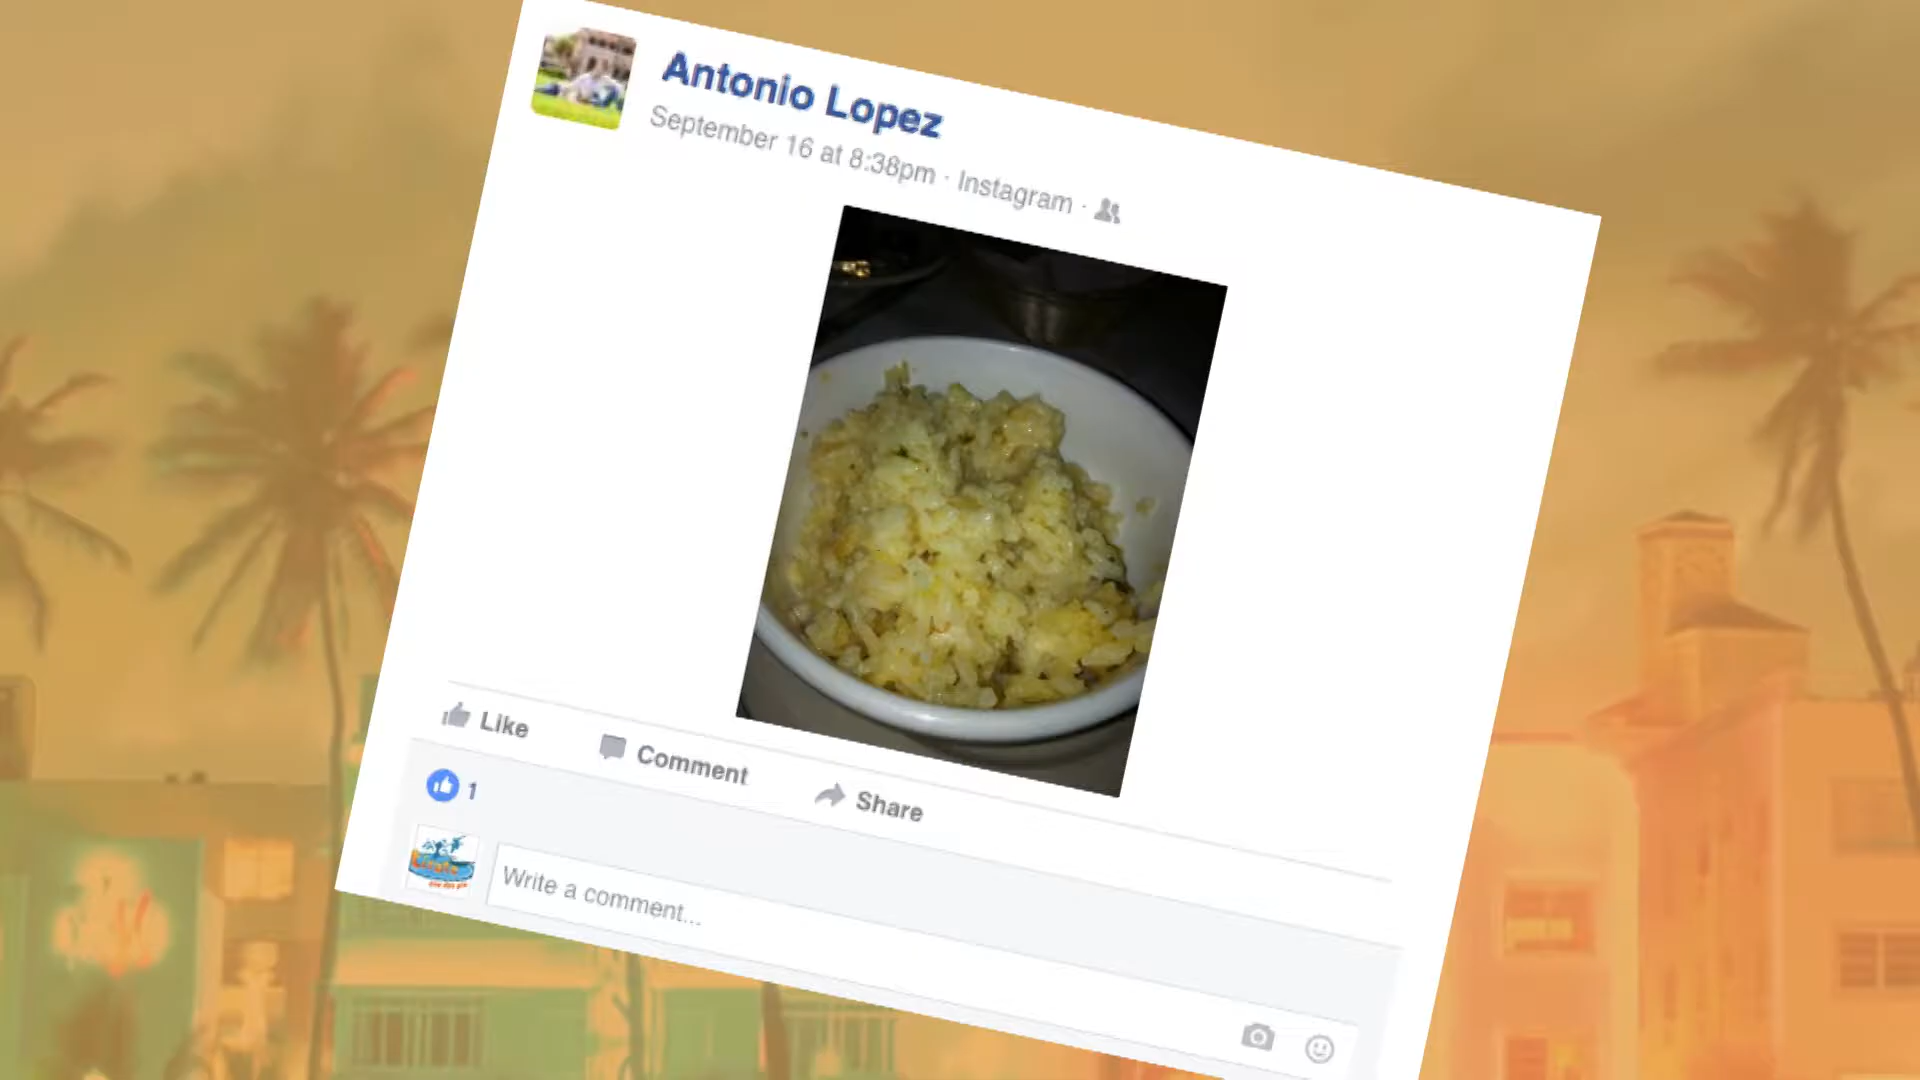 Antonio Lopez
September 16 at 8:38pm · Instagram ·
Like Comment Share
1
Write a comment...